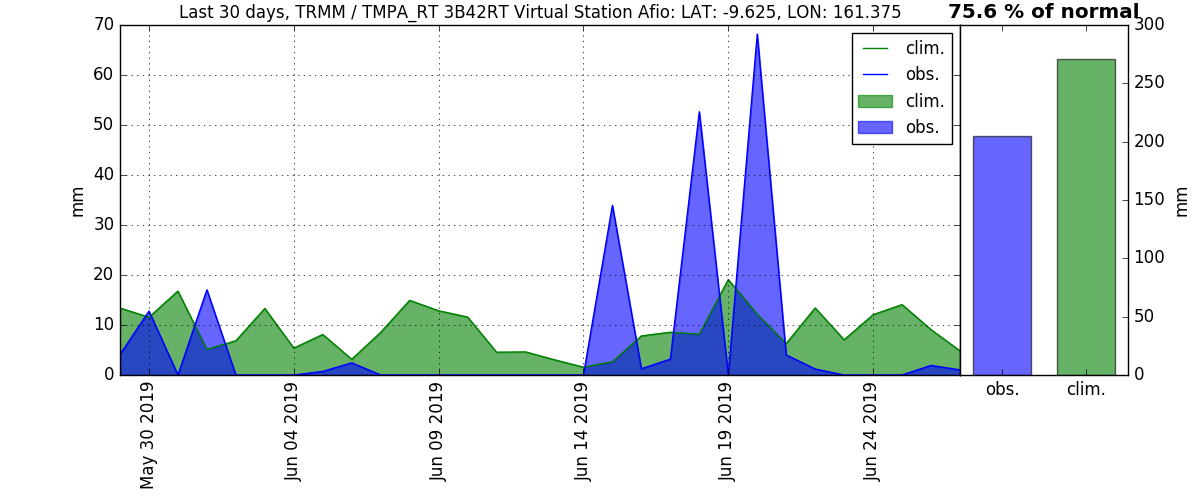 Last 30 days, TRMM / TMPA_RT 3B42RT Virtual Station Afio: LAT: -9.625, LON: 161.375
75.6 % of normal
70
60
50
40
30
20
10
0
mm
clim.
obs.
clim.
obs.
May 30 2019
Jun 04 2019
Jun 09 2019
Jun 14 2019
Jun 19 2019
Jun 24 2019
300
250
200
150
100
50
0
mm
obs.
clim.